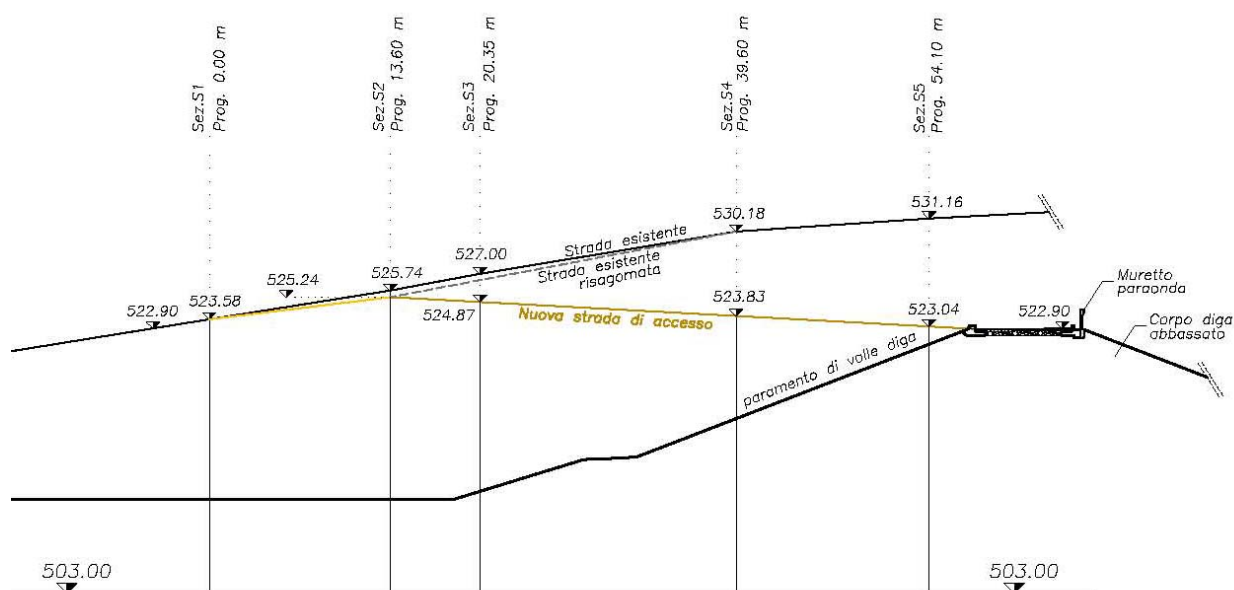 Sez.S1
Prog. 0.00 m
Sez.S2
Prog. 13.60 m
Sez.S3
Prog. 20.35 m
Sez.S4
Prog. 39.60 m
Sez.S5
Prog. 54.10 m
531.16
530.18
Strada esistente
527.00
Strada esistente
risagomata
525.74
525.24
523.58
522.90
524.87
Nuova strada di accesso
523.83
523.04
522.90
Muretto
paraonda
Corpo diga
abbassato
paramento di valle diga
503.00
503.00